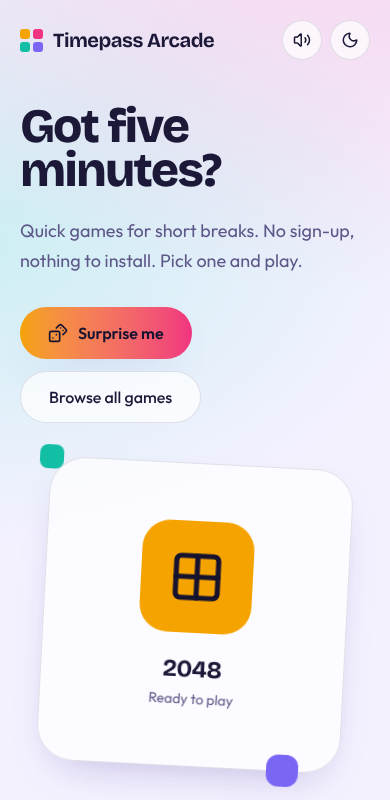 Timepass Arcade
Got five
minutes?
Quick games for short breaks. No sign-up,
nothing to install. Pick one and play.
Surprise me
Browse all games
2048
Ready to play